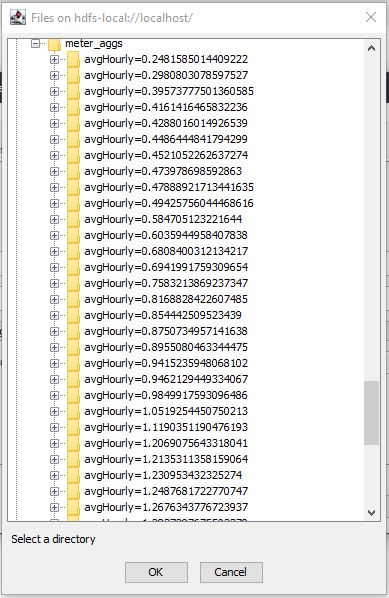 Files on hdfs-local://localhost/
meter_aggs
avgHourly=0.2481585014409222
avgHourly=0.2980803078597527
avgHourly=0.39573777501360585
avgHourly=0.4161416465832236
avgHourly=0.4288016014926539
avgHourly=0.4486444841794299
avgHourly=0.4521052262637274
avgHourly=0.473978698592863
avgHourly=0.47888921713441635
avgHourly=0.49425756044468616
avgHourly=0.584705123221644
avgHourly=0.6035944958407838
avgHourly=0.6808400312134217
avgHourly=0.6941991759309654
avgHourly=0.7583213869237347
avgHourly=0.8168828422607485
avgHourly=0.854442509523439
avgHourly=0.8750734957141638
avgHourly=0.8955080463344475
avgHourly=0.9415235948068102
avgHourly=0.9462129449334067
avgHourly=0.9849917593096486
avgHourly=1.0519254450750213
avgHourly=1.1190351190476193
avgHourly=1.2069075643318041
avgHourly=1.2135311358159064
avgHourly=1.230953432325274
avgHourly=1.2487681722770747
avgHourly=1.2676343776723937
Select a directory
OK
Cancel